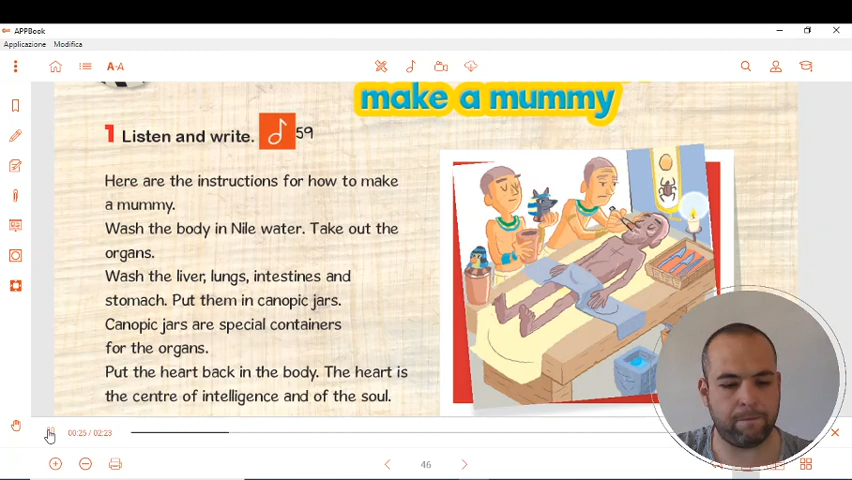 APPBook
Applicazione Modifica
A-A
make a mummy
1 Listen and write. 59
Here are the instructions for how to make
a mummy.
Wash the body in Nile water. Take out the
organs.
Wash the liver, lungs, intestines and
stomach. Put them in canopic jars.
Canopic jars are special containers
for the organs.
Put the heart back in the body. The heart is
the centre of intelligence and of the soul.
00:25 / 02:23
46